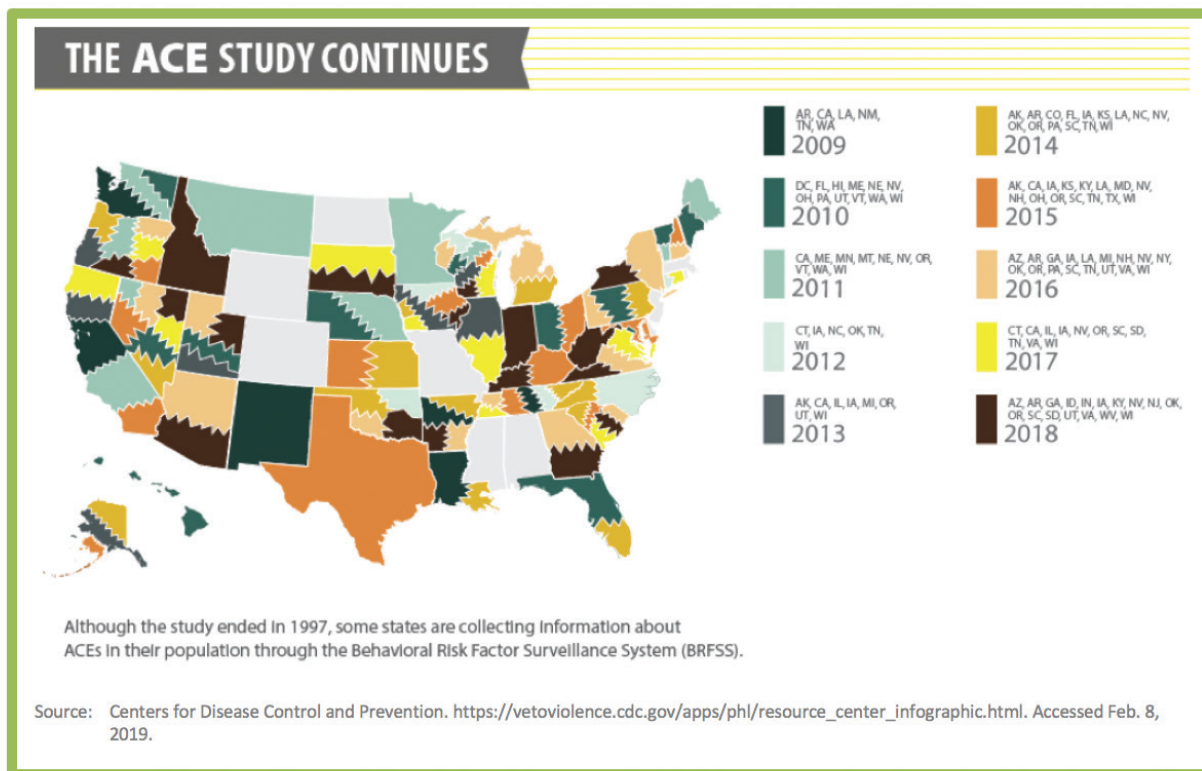 THE ACE STUDY CONTINUES
AR, CA, LA, NM,
TN, WA
2009
DC, FL, HI, ME, NE, NV,
OH, PA, UT, VT, WA, WI
2010
CA, ME, MN, MT, NE, NV, OR,
VT, WA, WI
2011
CT, IA, NC, OK, TN,
WI
2012
AK, CA, IL, IA, MI, OR,
UT, WI
2013
AK, AR, CO, FL, IA, KS, LA, NC, NV,
OK, OR, PA, SC, TN, WI
2014
AK, CA, IA, KS, KY, LA, MD, NV,
NH, OH, OR, SC, TN, TX, WI
2015
AZ, AR, GA, IA, LA, MI, NH, NV, NY,
OK, OR, PA, SC, TN, UT, VA, WI
2016
CT, CA, IL, IA, NV, OR, SC, SD,
TN, VA, WI
2017
AZ, AR, GA, ID, IN, IA, KY, NV, NJ, OK,
OR, SC, SD, UT, VA, WV, WI
2018
Although the study ended in 1997, some states are collecting information about
ACEs in their population through the Behavioral Risk Factor Surveillance System (BRFSS).
Source: Centers for Disease Control and Prevention. https://vetoviolence.cdc.gov/apps/phl/resource_center_infographic.html. Accessed Feb. 8,
2019.